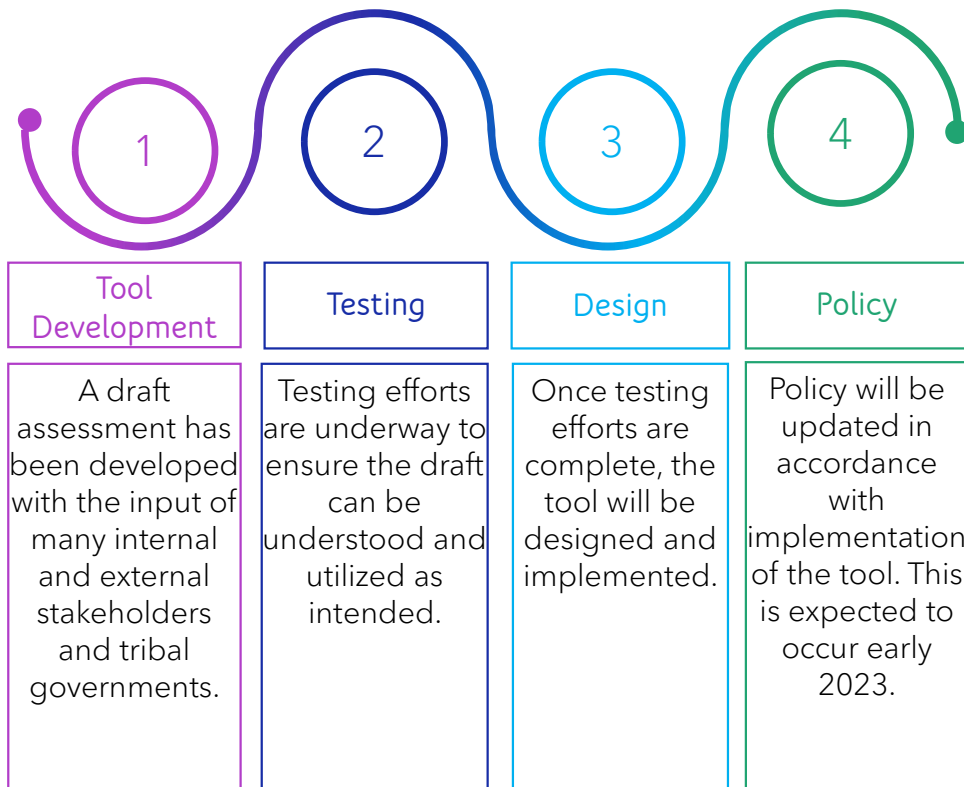 1
2
3
4
Tool
Development
A draft
assessment has
been developed
with the input of
many internal
and external
stakeholders
and tribal
governments.
Testing
Testing efforts
are underway to
ensure the draft
can be
understood and
utilized as
intended.
Design
Once testing
efforts are
complete, the
tool will be
designed and
implemented.
Policy
Policy will be
updated in
accordance
with
implementation
of the tool. This
is expected to
occur early
2023.